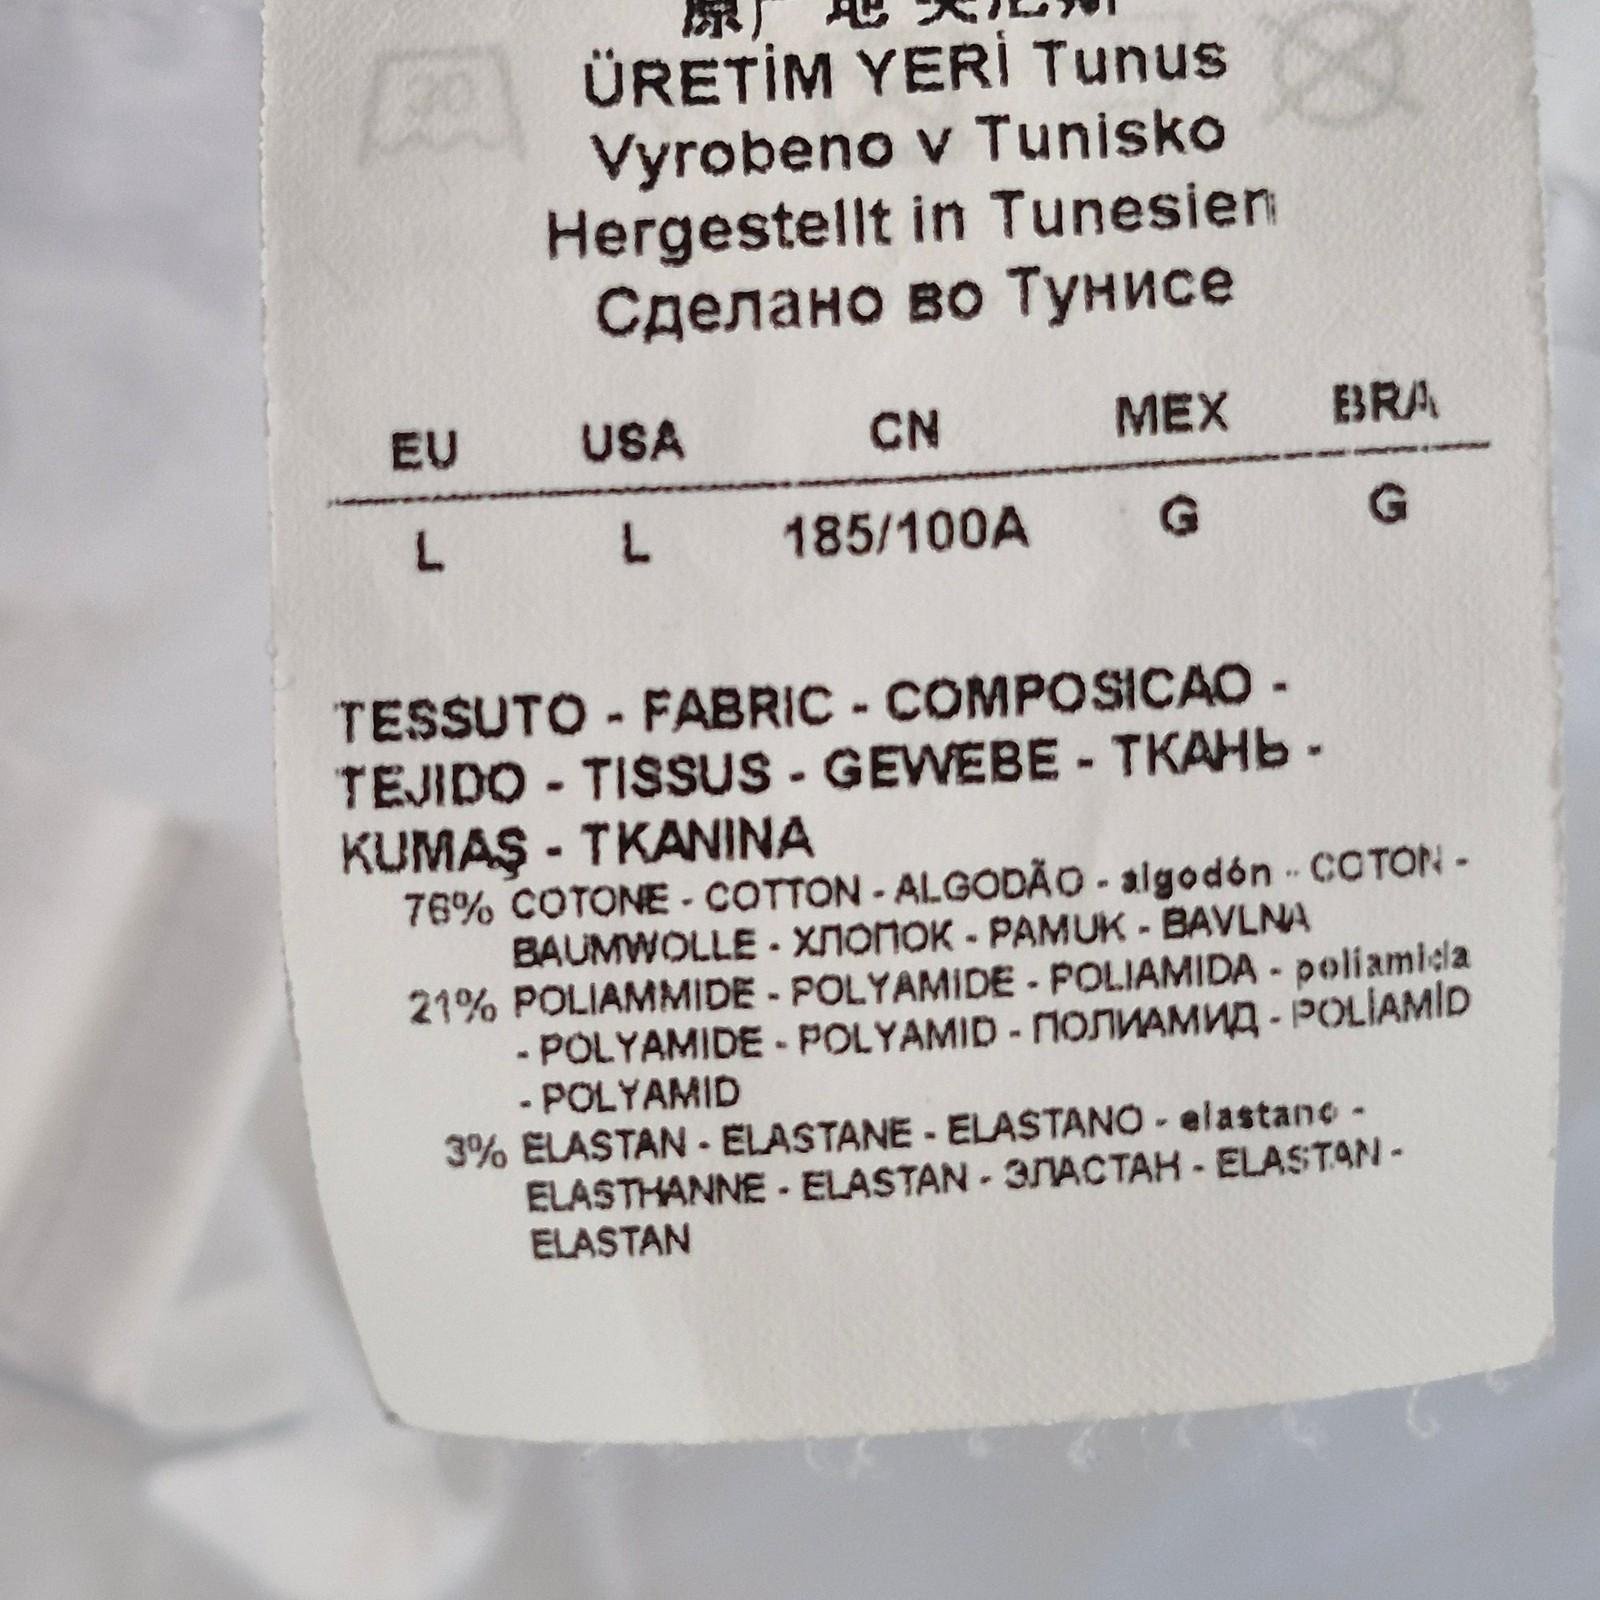 ÜRETİM YERİ Tunus
Vyrobeno v Tunisko
Hergestellt in Tunesien
Сделано во Тунисе
EU USA CN MEX BRA
L L 185/100A G G
TESSUTO - FABRIC - COMPOSICAO -
TEJIDO - TISSUS - GEWEBE - ТКАНЬ -
KUMAŞ - TKANINA
76% COTONE - COTTON - ALGODÃO - algodón - COTON -
BAUMWOLLE - ХЛОПОК - PAMUK - BAVLNA
21% POLIAMMIDE - POLYAMIDE - POLIAMIDA - poliamida
- POLYAMIDE - POLYAMID - ПОЛИАМИД - POLİAMİD
- POLYAMID
3% ELASTAN - ELASTANE - ELASTANO - elastano -
ELASTHANNE - ELASTAN - ЭЛАСТАН - ELASTAN -
ELASTAN